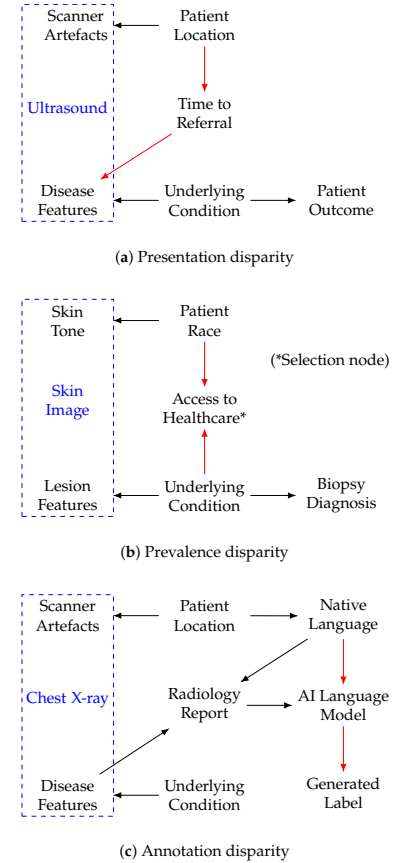 Scanner
Artefacts
Patient
Location
Ultrasound
Time to
Referral
Disease
Features
Underlying
Condition
Patient
Outcome
(a) Presentation disparity
Skin
Tone
Patient
Race
(*Selection node)
Skin
Image
Access to
Healthcare*
Lesion
Features
Underlying
Condition
Biopsy
Diagnosis
(b) Prevalence disparity
Scanner
Artefacts
Patient
Location
Native
Language
Chest X-ray
Radiology
Report
AI Language
Model
Disease
Features
Underlying
Condition
Generated
Label
(c) Annotation disparity